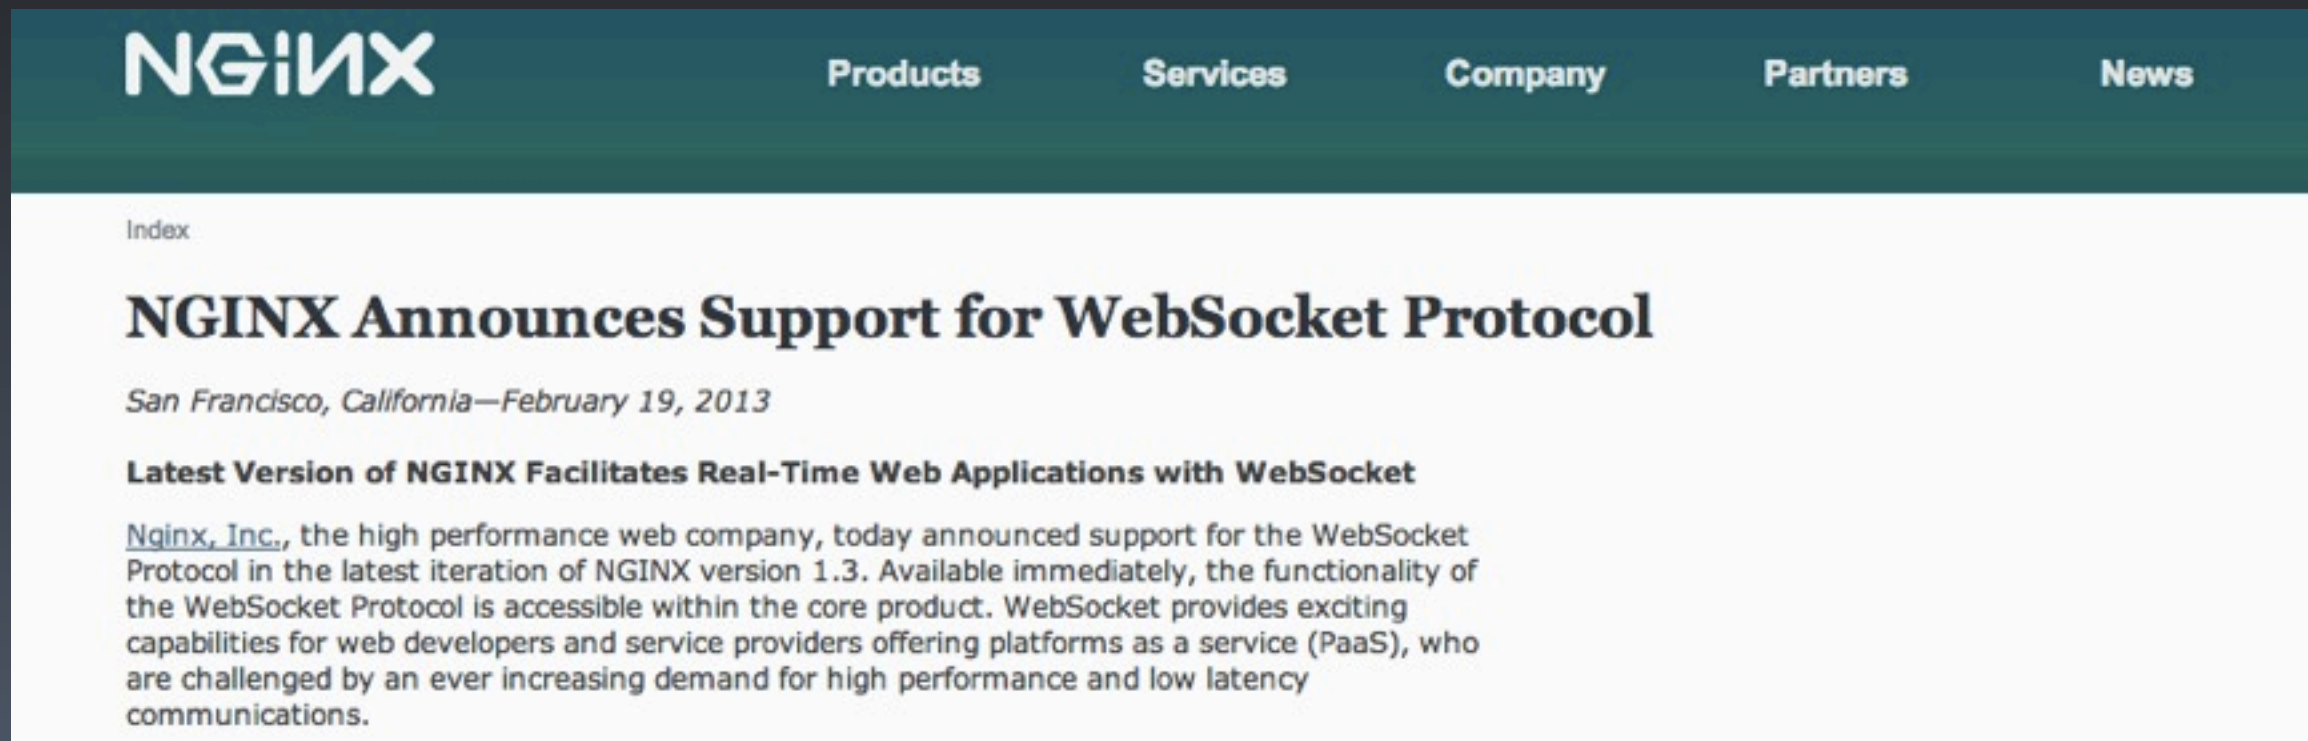 NGINX
Products Services Company Partners News
Index
NGINX Announces Support for WebSocket Protocol
San Francisco, California—February 19, 2013
Latest Version of NGINX Facilitates Real-Time Web Applications with WebSocket
Nginx, Inc., the high performance web company, today announced support for the WebSocket
Protocol in the latest iteration of NGINX version 1.3. Available immediately, the functionality of
the WebSocket Protocol is accessible within the core product. WebSocket provides exciting
capabilities for web developers and service providers offering platforms as a service (PaaS), who
are challenged by an ever increasing demand for high performance and low latency
communications.